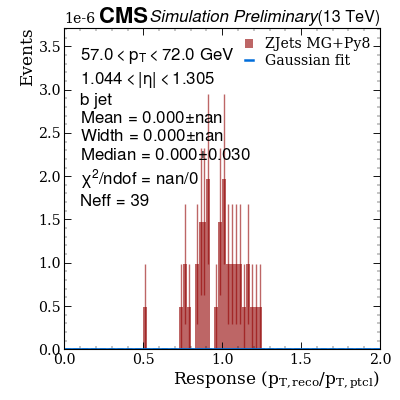 1e-6 CMS Simulation Preliminary (13 TeV)
Events
57.0 < pT < 72.0 GeV
1.044 < |η| < 1.305
b jet
Mean = 0.000±nan
Width = 0.000±nan
Median = 0.000±0.030
χ²/ndof = nan/0
Neff = 39
ZJets MG+Py8
Gaussian fit
3.5
3.0
2.5
2.0
1.5
1.0
0.5
0.0
0.0 0.5 1.0 1.5 2.0
Response (pT,reco/pT,ptcl)